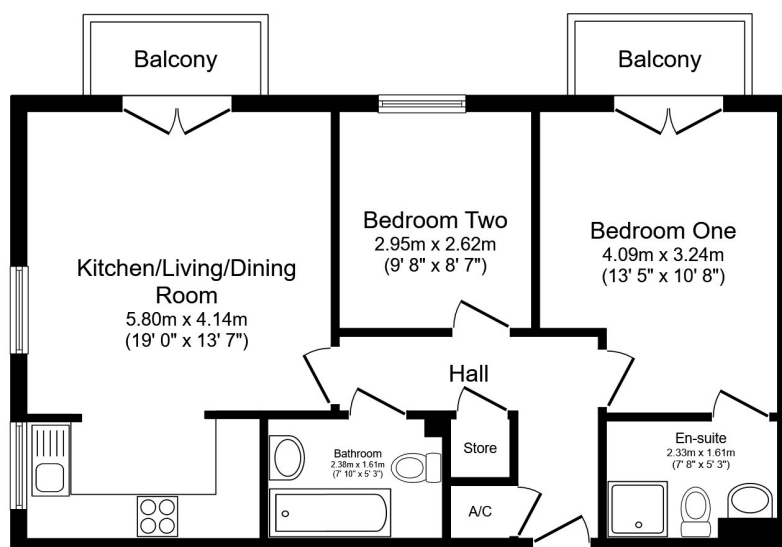 Balcony
Balcony
Kitchen/Living/Dining
Room
5.80m x 4.14m
(19' 0" x 13' 7")
Bedroom Two
2.95m x 2.62m
(9' 8" x 8' 7")
Bedroom One
4.09m x 3.24m
(13' 5" x 10' 8")
Hall
Bathroom
2.38m x 1.61m
(7' 10" x 5' 3")
Store
A/C
En-suite
2.33m x 1.61m
(7' 8" x 5' 3")